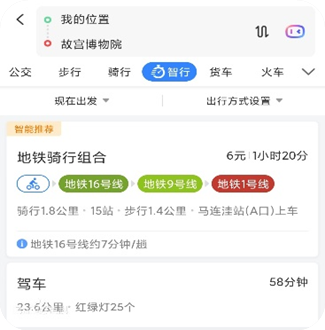 我的位置
故宫博物院
公交 步行 骑行 智行 货车 火车
现在出发 出行方式设置
智能推荐
地铁骑行组合 6元 1小时20分
地铁16号线 地铁9号线 地铁1号线
骑行1.8公里·15站·步行1.4公里·马连洼站(A口)上车
地铁16号线约7分钟/趟
驾车 58分钟
23.6公里·红绿灯25个